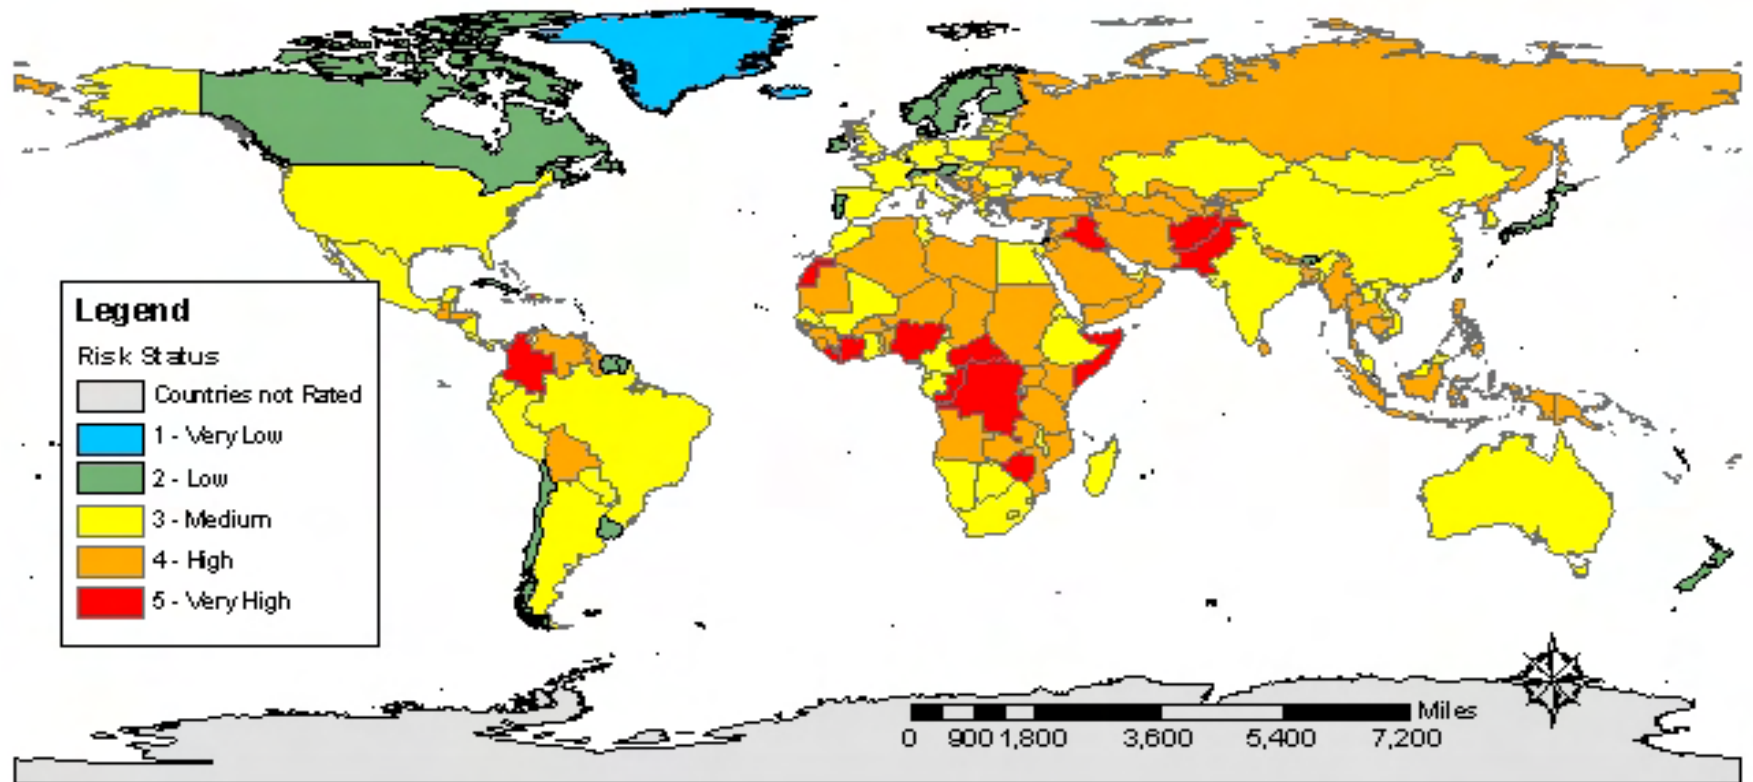 Legend
Risk Status
Countries not Rated
1 - Very Low
2 - Low
3 - Medium
4 - High
5 - Very High
Miles
0 900 1,800 3,600 5,400 7,200